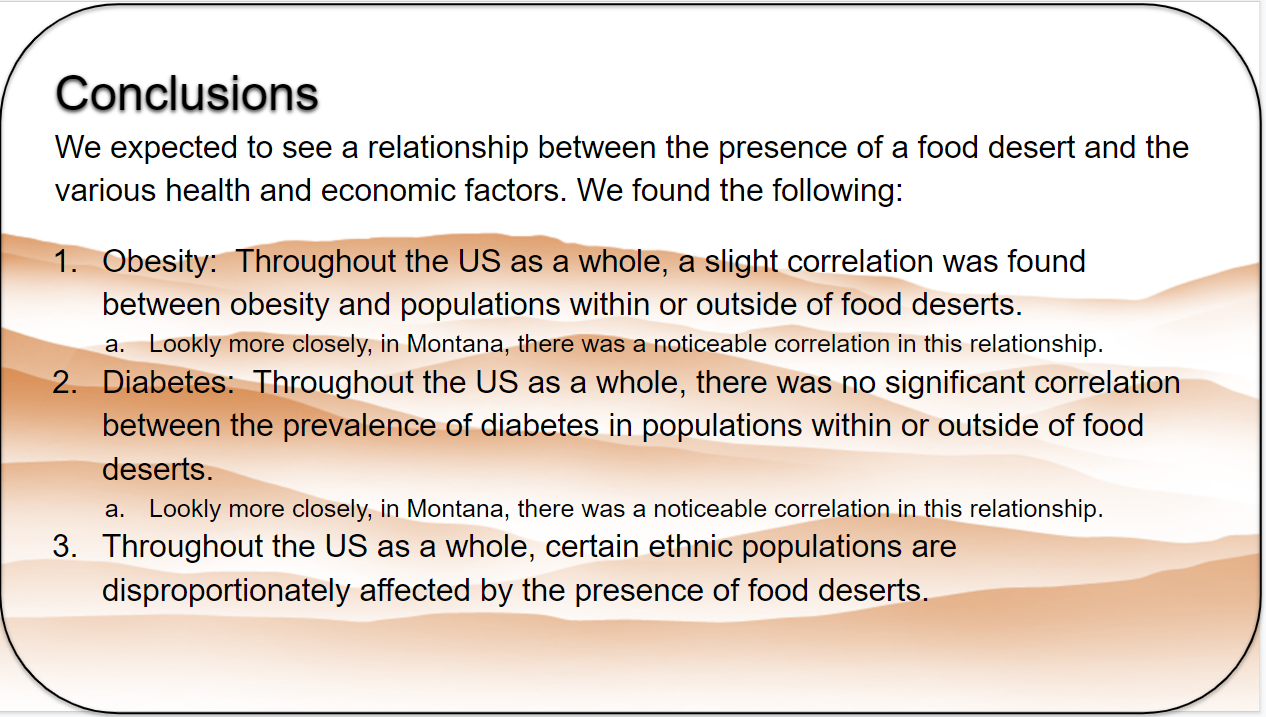 Conclusions
We expected to see a relationship between the presence of a food desert and the
various health and economic factors. We found the following:
1. Obesity:  Throughout the US as a whole, a slight correlation was found
between obesity and populations within or outside of food deserts.
a. Lookly more closely, in Montana, there was a noticeable correlation in this relationship.
2. Diabetes:  Throughout the US as a whole, there was no significant correlation
between the prevalence of diabetes in populations within or outside of food
deserts.
a. Lookly more closely, in Montana, there was a noticeable correlation in this relationship.
3. Throughout the US as a whole, certain ethnic populations are
disproportionately affected by the presence of food deserts.